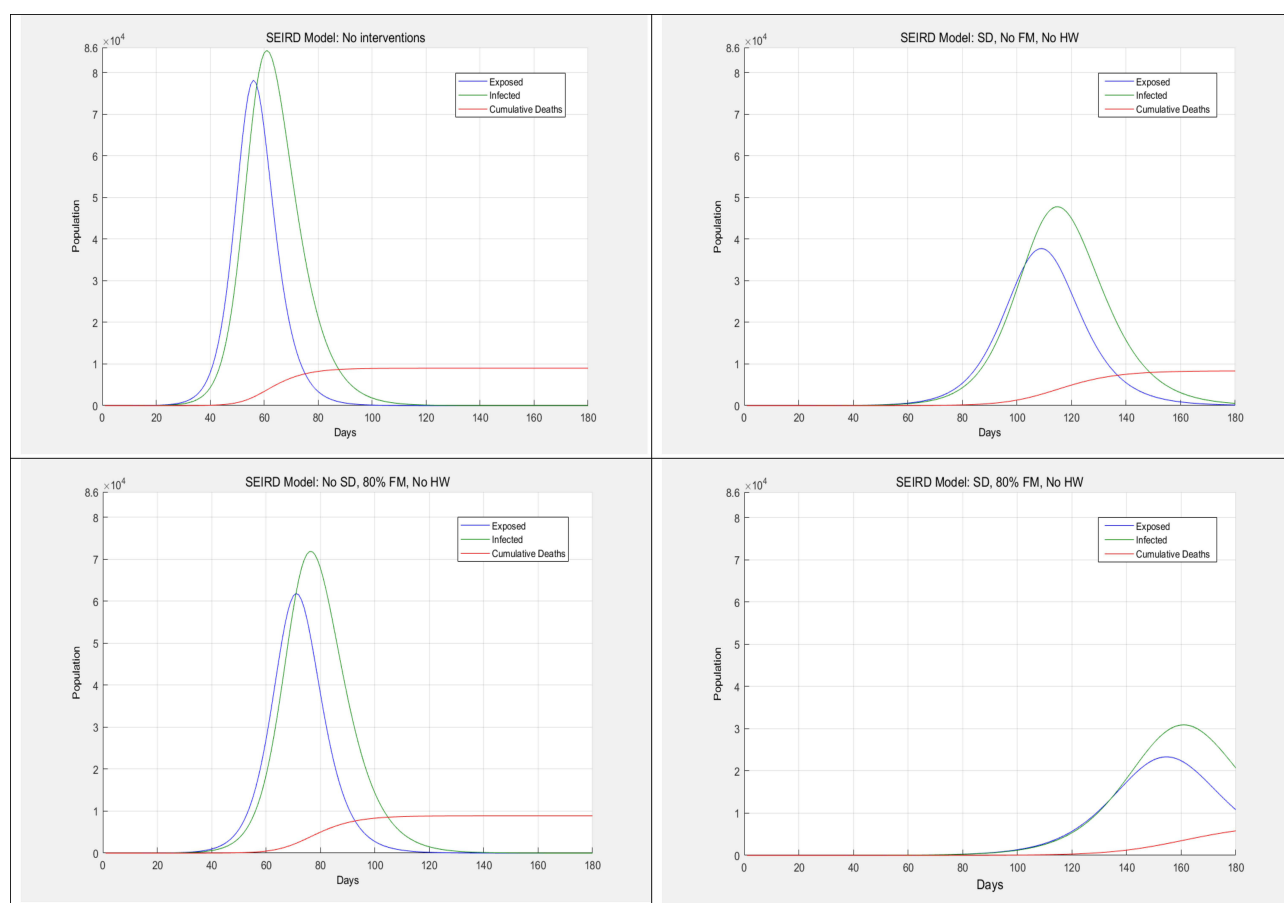 SEIRD Model: No interventions
×10⁴
8.6
8
7
6
5
4
3
2
1
0
Population
Exposed
Infected
Cumulative Deaths
0 20 40 60 80 100 120 140 160 180
Days
SEIRD Model: SD, No FM, No HW
×10⁴
8.6
8
7
6
5
4
3
2
1
0
Population
Exposed
Infected
Cumulative Deaths
0 20 40 60 80 100 120 140 160 180
Days
SEIRD Model: No SD, 80% FM, No HW
×10⁴
8.6
8
7
6
5
4
3
2
1
0
Population
Exposed
Infected
Cumulative Deaths
0 20 40 60 80 100 120 140 160 180
Days
SEIRD Model: SD, 80% FM, No HW
×10⁴
8.6
8
7
6
5
4
3
2
1
0
Population
Exposed
Infected
Cumulative Deaths
0 20 40 60 80 100 120 140 160 180
Days